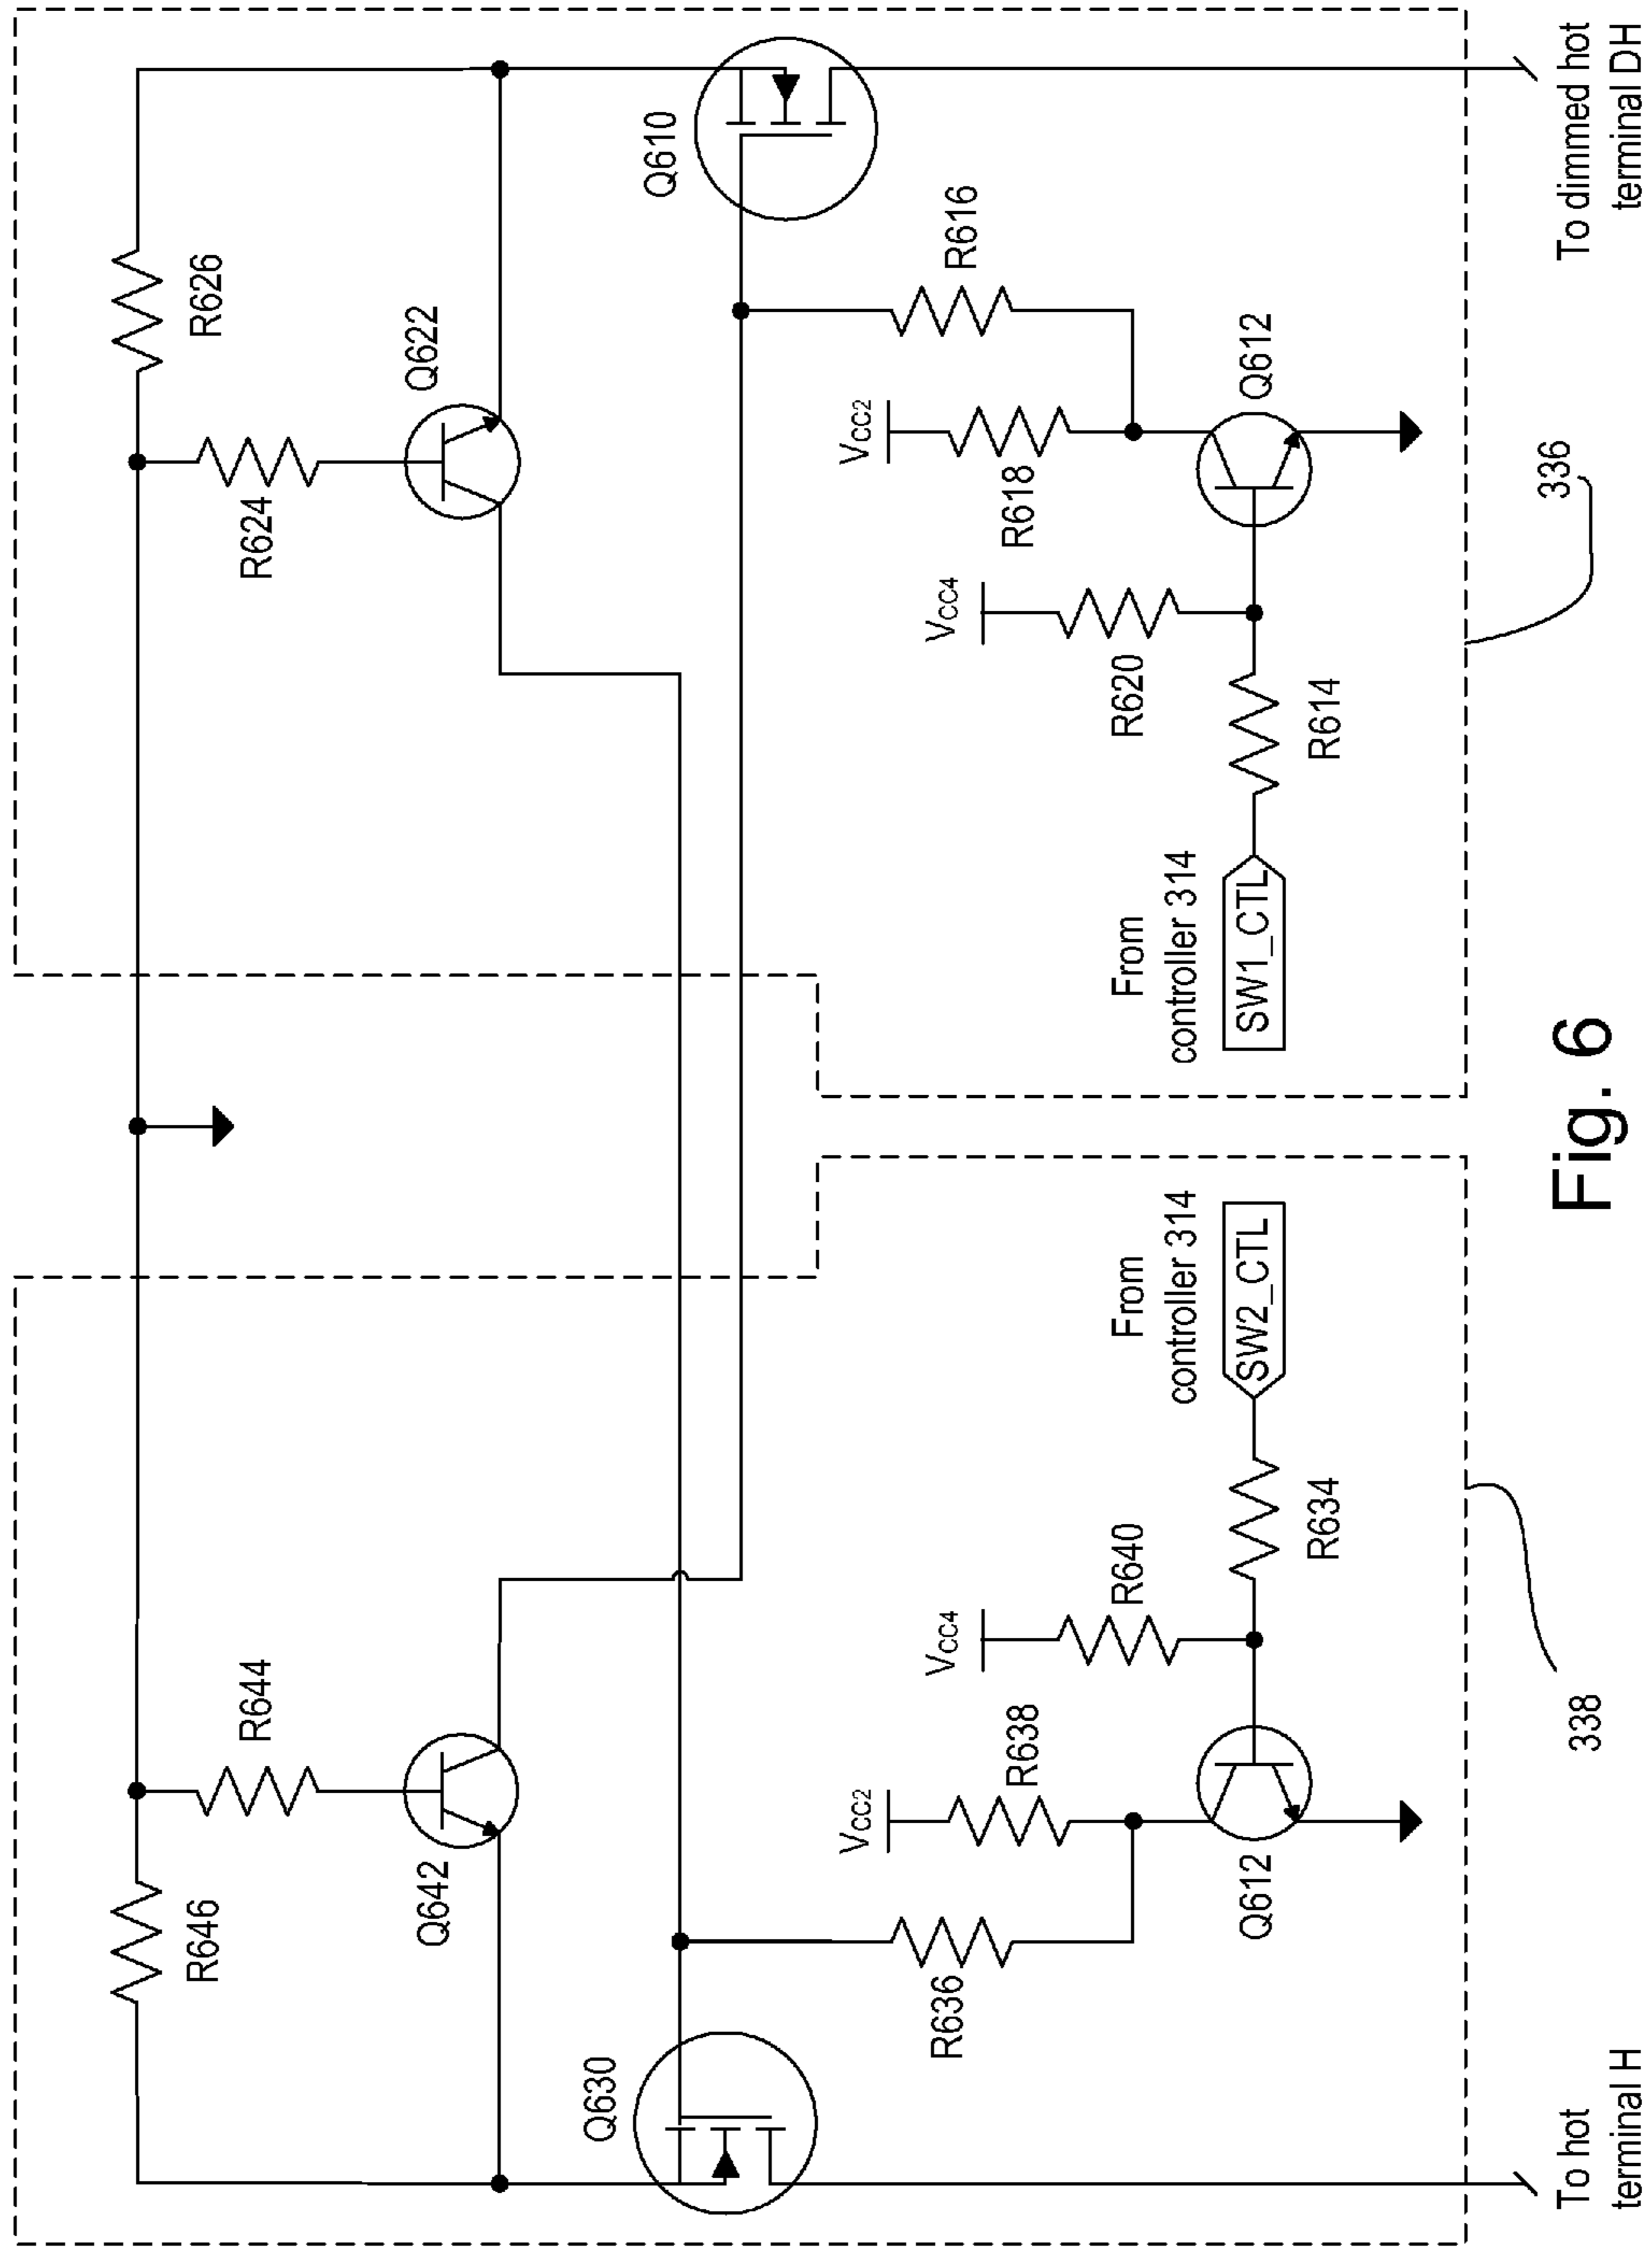 R646
R644
R624
R626
Q642
Q622
Q630
Q610
R636
VCC2
R638
VCC4
R640
From
controller 314
SW2_CTL
R634
Q612
From
controller 314
SW1_CTL
R614
VCC4
R620
VCC2
R618
R616
Q612
338
336
To hot
terminal H
To dimmed hot
terminal DH
Fig. 6